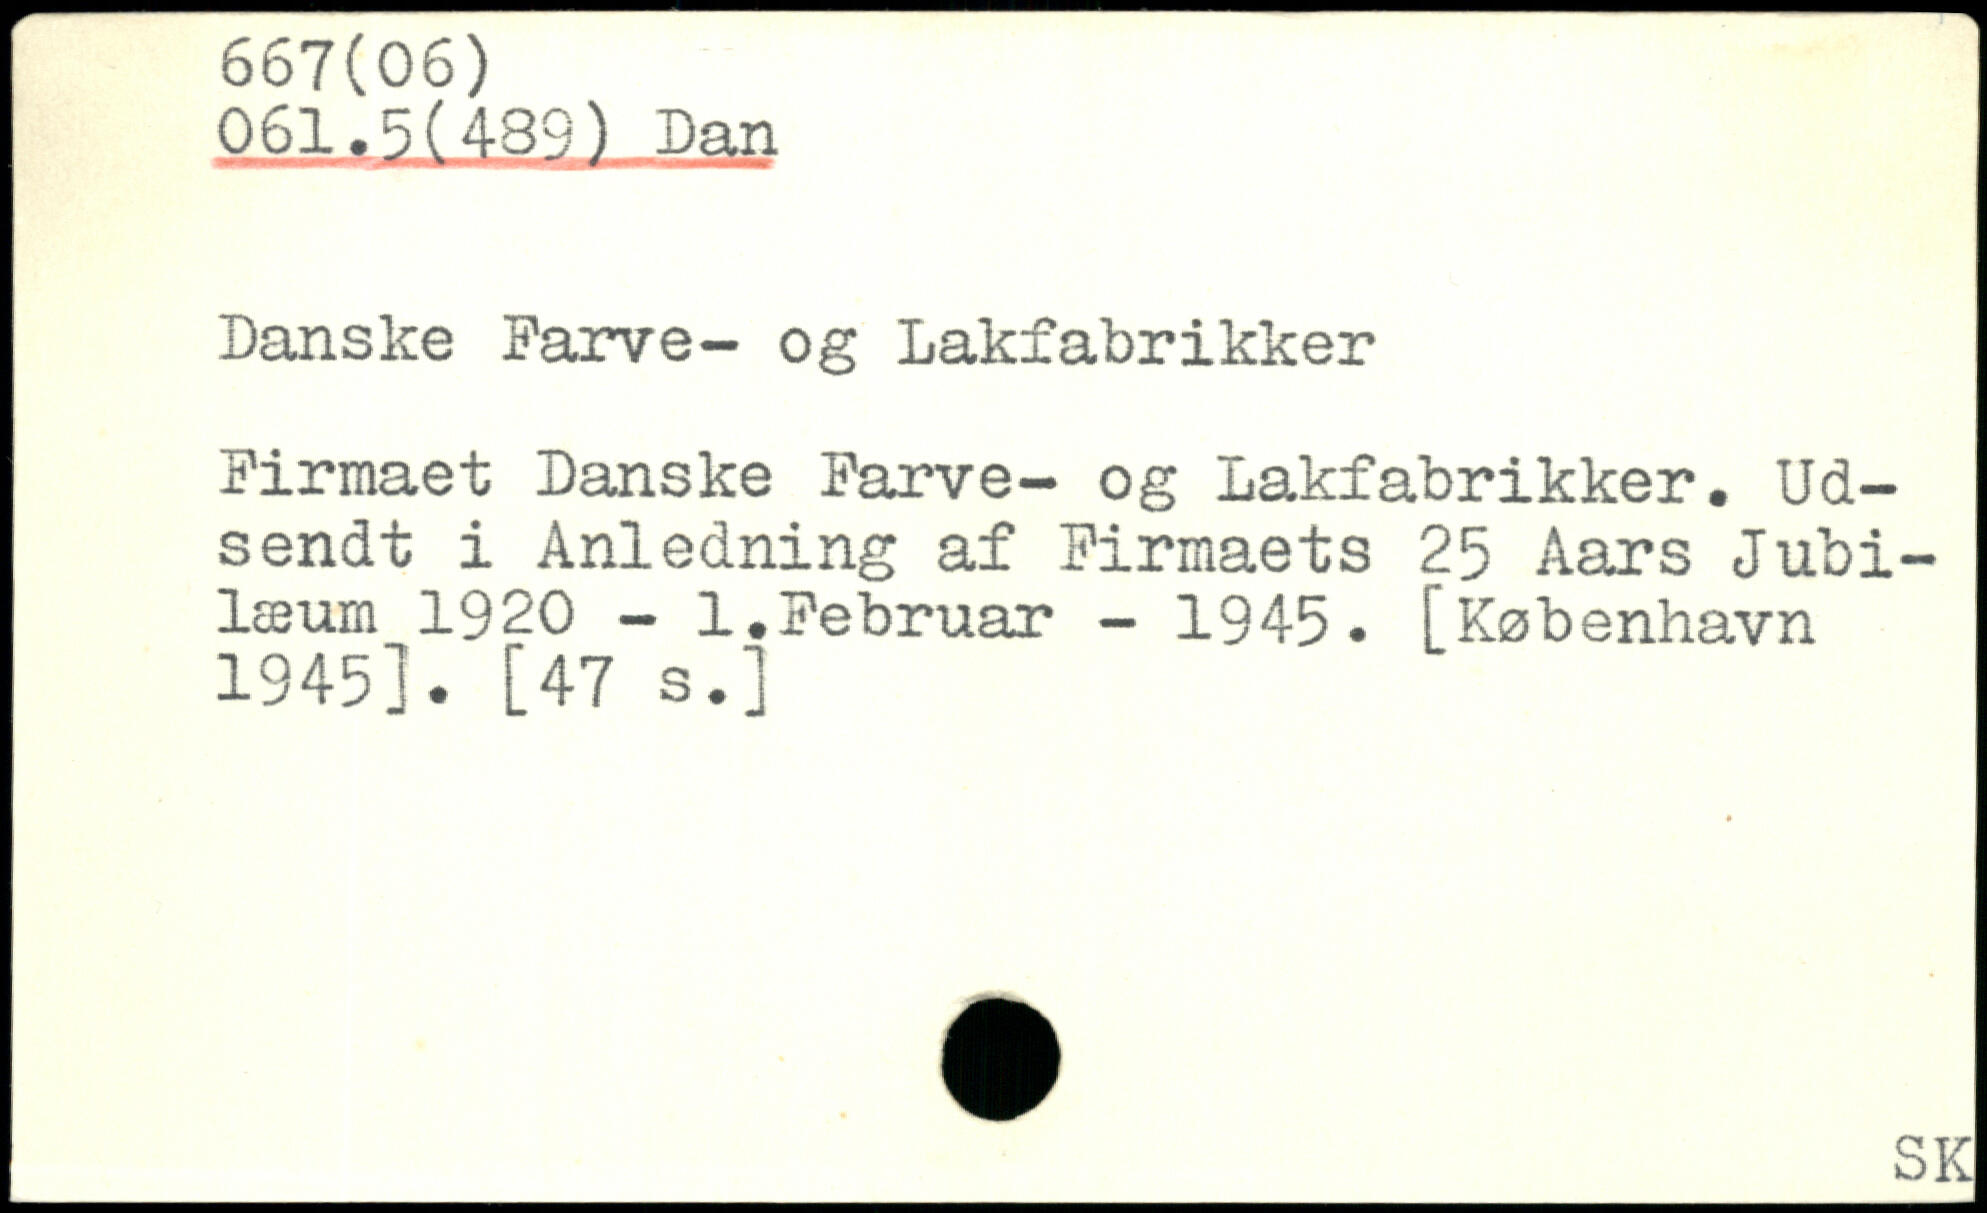 667(06)
061.5(489) Dan
Danske Farve- og Lakfabrikker
Firmaet Danske Farve- og Lakfabrikker. Ud-
sendt i Anledning af Firmaets 25 Aars Jubi-
læum 1920 - 1.Februar - 1945. [København
1945]. [47 s.]
SK